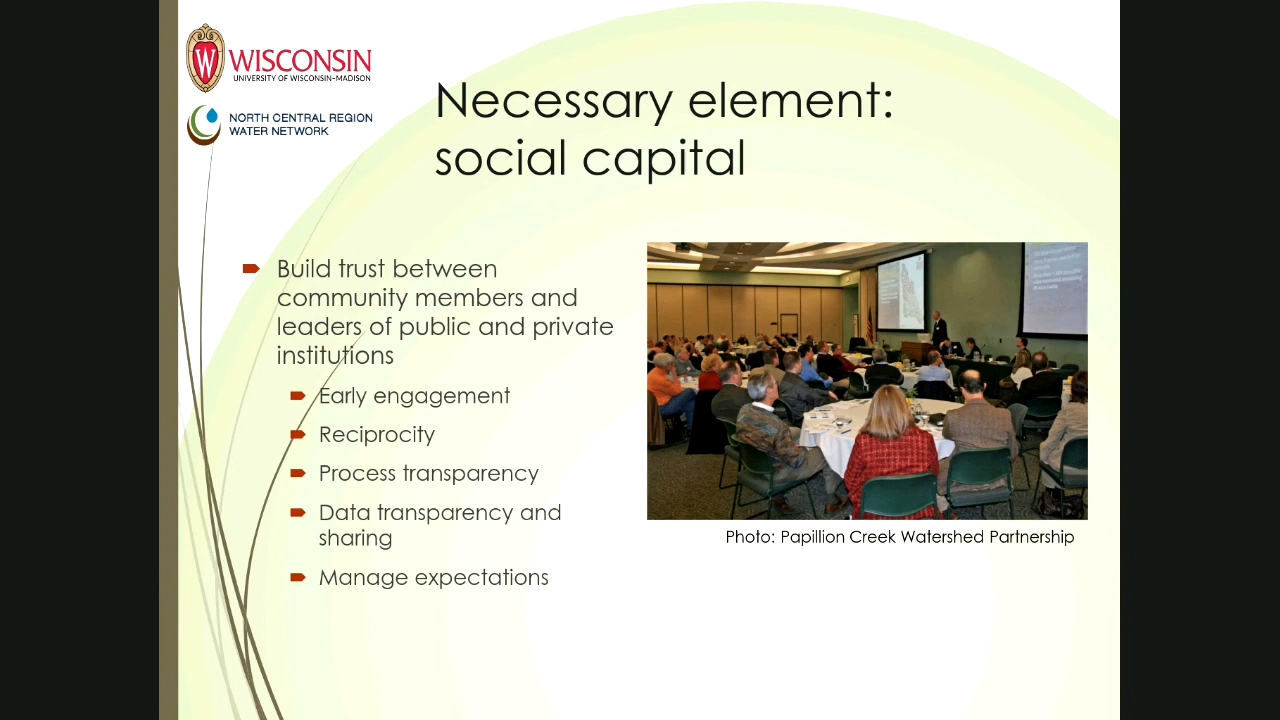 WISCONSIN
UNIVERSITY OF WISCONSIN–MADISON
NORTH CENTRAL REGION
WATER NETWORK
Necessary element:
social capital
Build trust between
community members and
leaders of public and private
institutions
Early engagement
Reciprocity
Process transparency
Data transparency and
sharing
Manage expectations
Photo: Papillion Creek Watershed Partnership